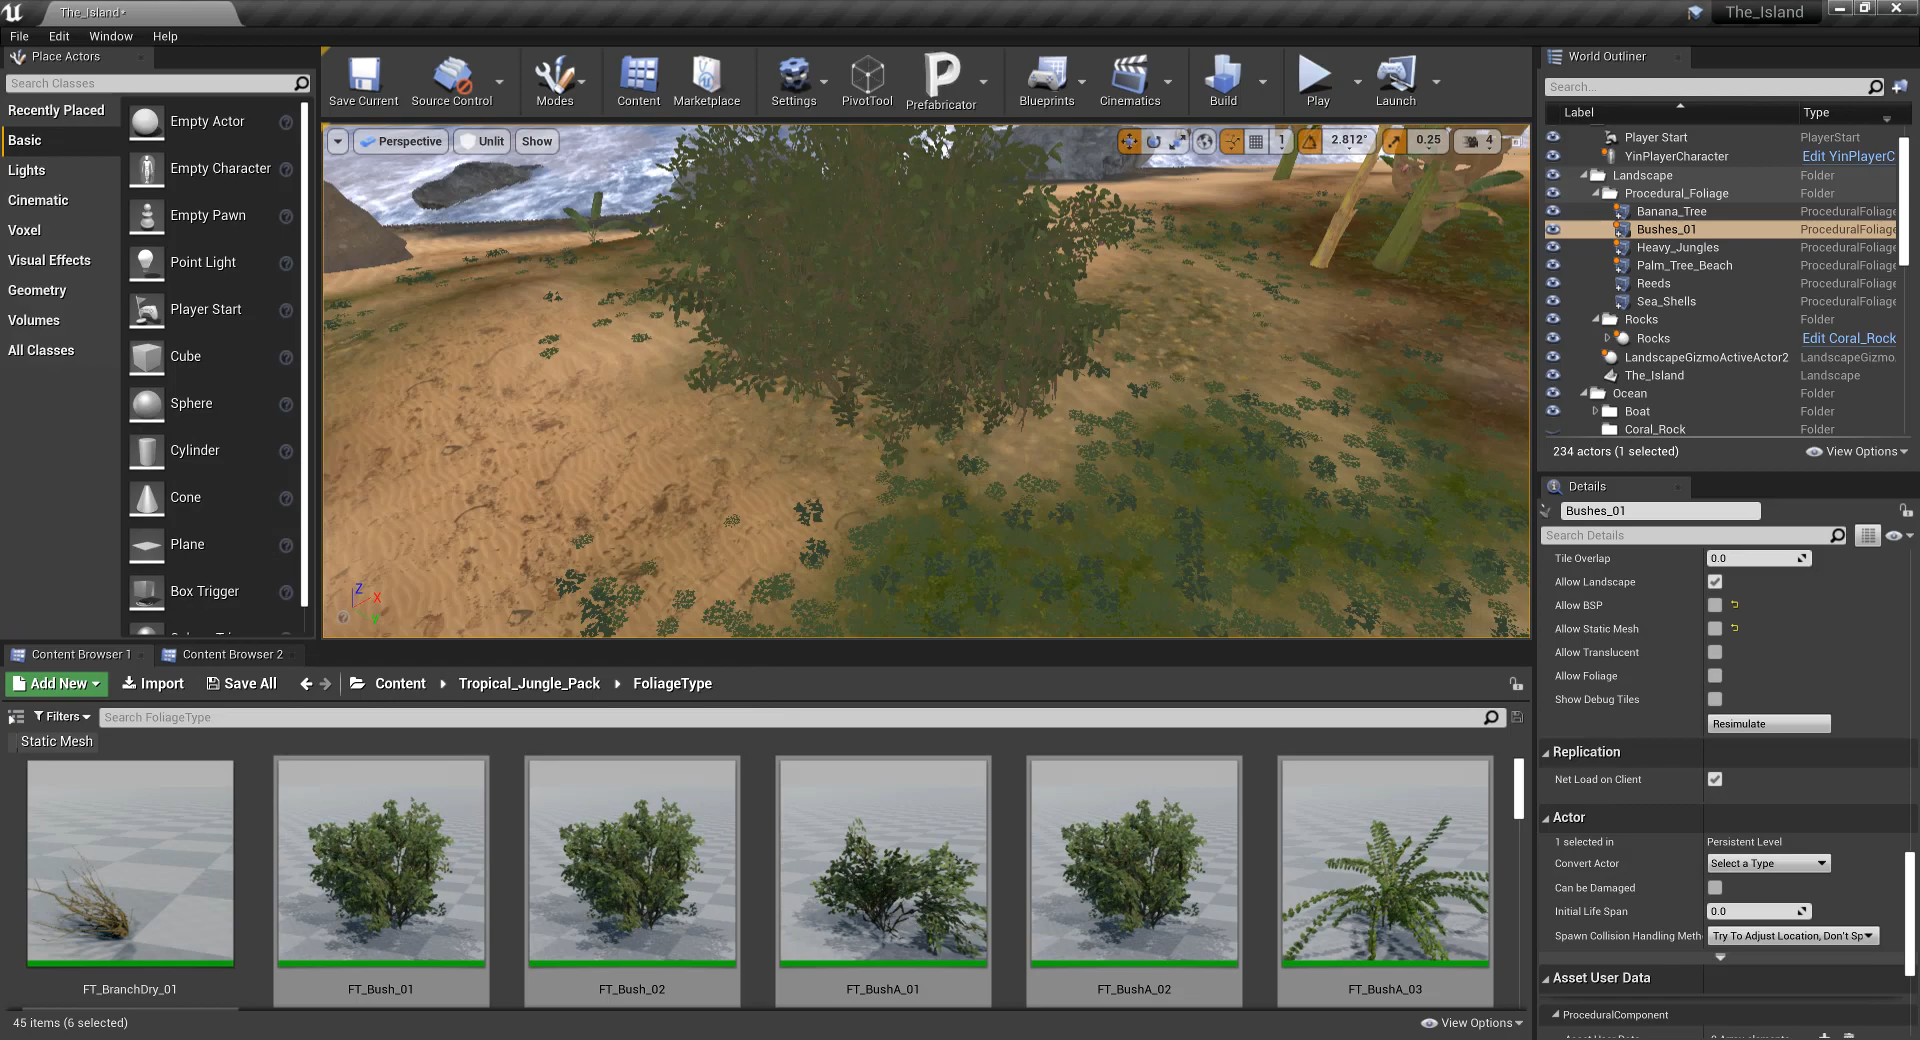 The_Island•
The_Island
File Edit Window Help
Place Actors
Search Classes
Recently Placed
Basic
Lights
Cinematic
Voxel
Visual Effects
Geometry
Volumes
All Classes
Empty Actor
Empty Character
Empty Pawn
Point Light
Player Start
Cube
Sphere
Cylinder
Cone
Plane
Box Trigger
Save Current
Source Control
Modes
Content
Marketplace
Settings
PivotTool
Prefabricator
Blueprints
Cinematics
Build
Play
Launch
Perspective Unlit Show
1 2.812° 0.25 4
Z
X
Y
World Outliner
Search...
Label Type
Player Start PlayerStart
YinPlayerCharacter Edit YinPlayerC
Landscape Folder
Procedural_Foliage Folder
Banana_Tree ProceduralFoliage
Bushes_01 ProceduralFoliage
Heavy_Jungles ProceduralFoliage
Palm_Tree_Beach ProceduralFoliage
Reeds ProceduralFoliage
Sea_Shells ProceduralFoliage
Rocks Folder
Rocks Edit Coral_Rock
LandscapeGizmoActiveActor2 LandscapeGizmo
The_Island Landscape
Ocean Folder
Boat Folder
Coral_Rock Folder
234 actors (1 selected) View Options
Details
Bushes_01
Search Details
Tile Overlap 0.0
Allow Landscape
Allow BSP
Allow Static Mesh
Allow Translucent
Allow Foliage
Show Debug Tiles
Resimulate
Replication
Net Load on Client
Actor
1 selected in Persistent Level
Convert Actor Select a Type
Can be Damaged
Initial Life Span 0.0
Spawn Collision Handling Meth Try To Adjust Location, Don't Sp
Asset User Data
ProceduralComponent
Content Browser 1 Content Browser 2
Add New Import Save All Content Tropical_Jungle_Pack FoliageType
Filters Search FoliageType
Static Mesh
FT_BranchDry_01
FT_Bush_01
FT_Bush_02
FT_BushA_01
FT_BushA_02
FT_BushA_03
45 items (6 selected) View Options